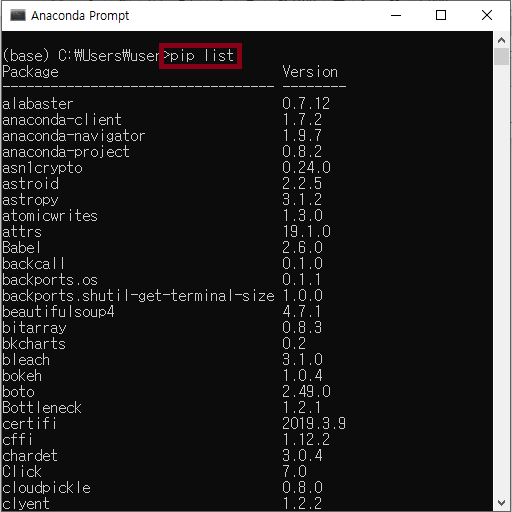 Anaconda Prompt
(base) C:₩Users₩user>pip list
Package Version
---------------------------------- --------
alabaster 0.7.12
anaconda-client 1.7.2
anaconda-navigator 1.9.7
anaconda-project 0.8.2
asn1crypto 0.24.0
astroid 2.2.5
astropy 3.1.2
atomicwrites 1.3.0
attrs 19.1.0
Babel 2.6.0
backcall 0.1.0
backports.os 0.1.1
backports.shutil-get-terminal-size 1.0.0
beautifulsoup4 4.7.1
bitarray 0.8.3
bkcharts 0.2
bleach 3.1.0
bokeh 1.0.4
boto 2.49.0
Bottleneck 1.2.1
certifi 2019.3.9
cffi 1.12.2
chardet 3.0.4
Click 7.0
cloudpickle 0.8.0
clyent 1.2.2